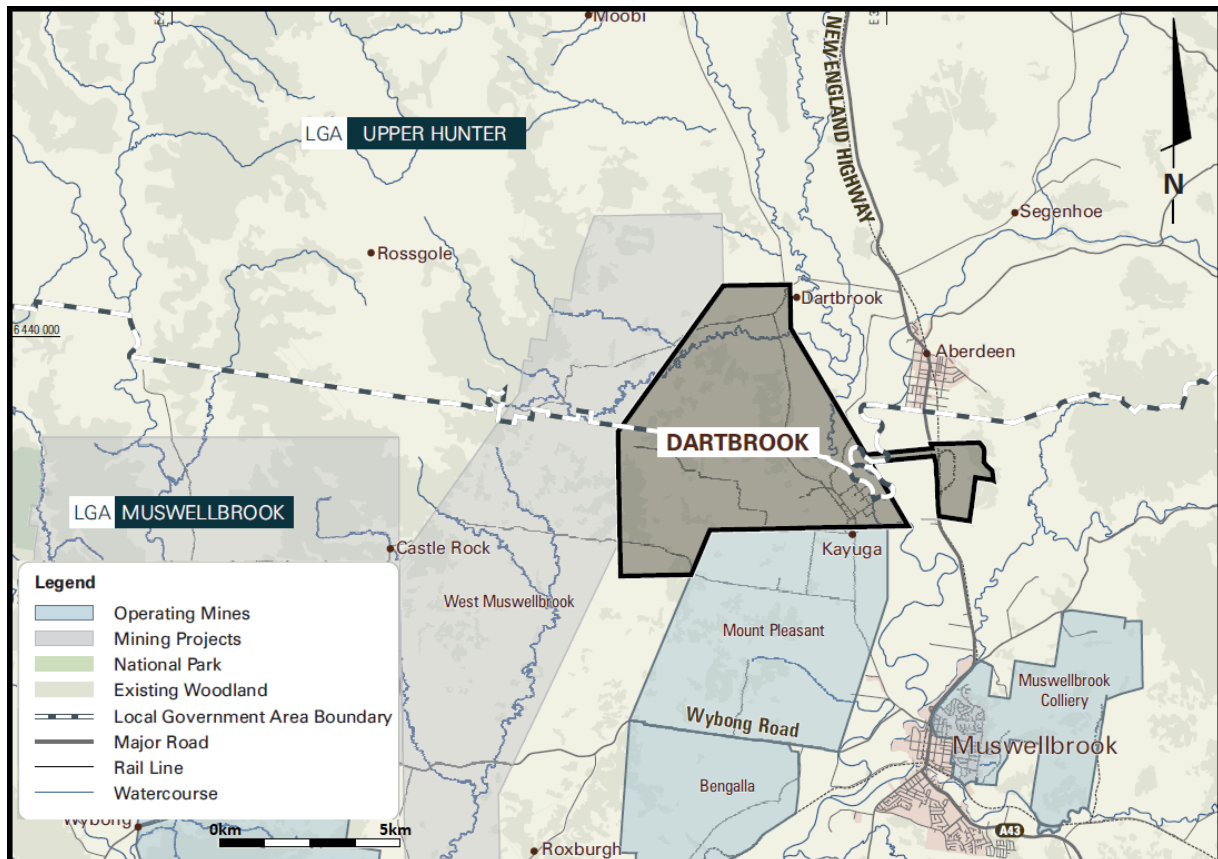 Moobi
NEW ENGLAND HIGHWAY
LGA UPPER HUNTER
N
Segenhoe
Rossgole
Dartbrook
6 440 000
Aberdeen
DARTBROOK
LGA MUSWELLBROOK
Castle Rock
Kayuga
West Muswellbrook
Mount Pleasant
Muswellbrook
Colliery
Wybong Road
Muswellbrook
Bengalla
Legend
Operating Mines
Mining Projects
National Park
Existing Woodland
Local Government Area Boundary
Major Road
Rail Line
Watercourse
Wybong
0km 5km
Roxburgh
A43